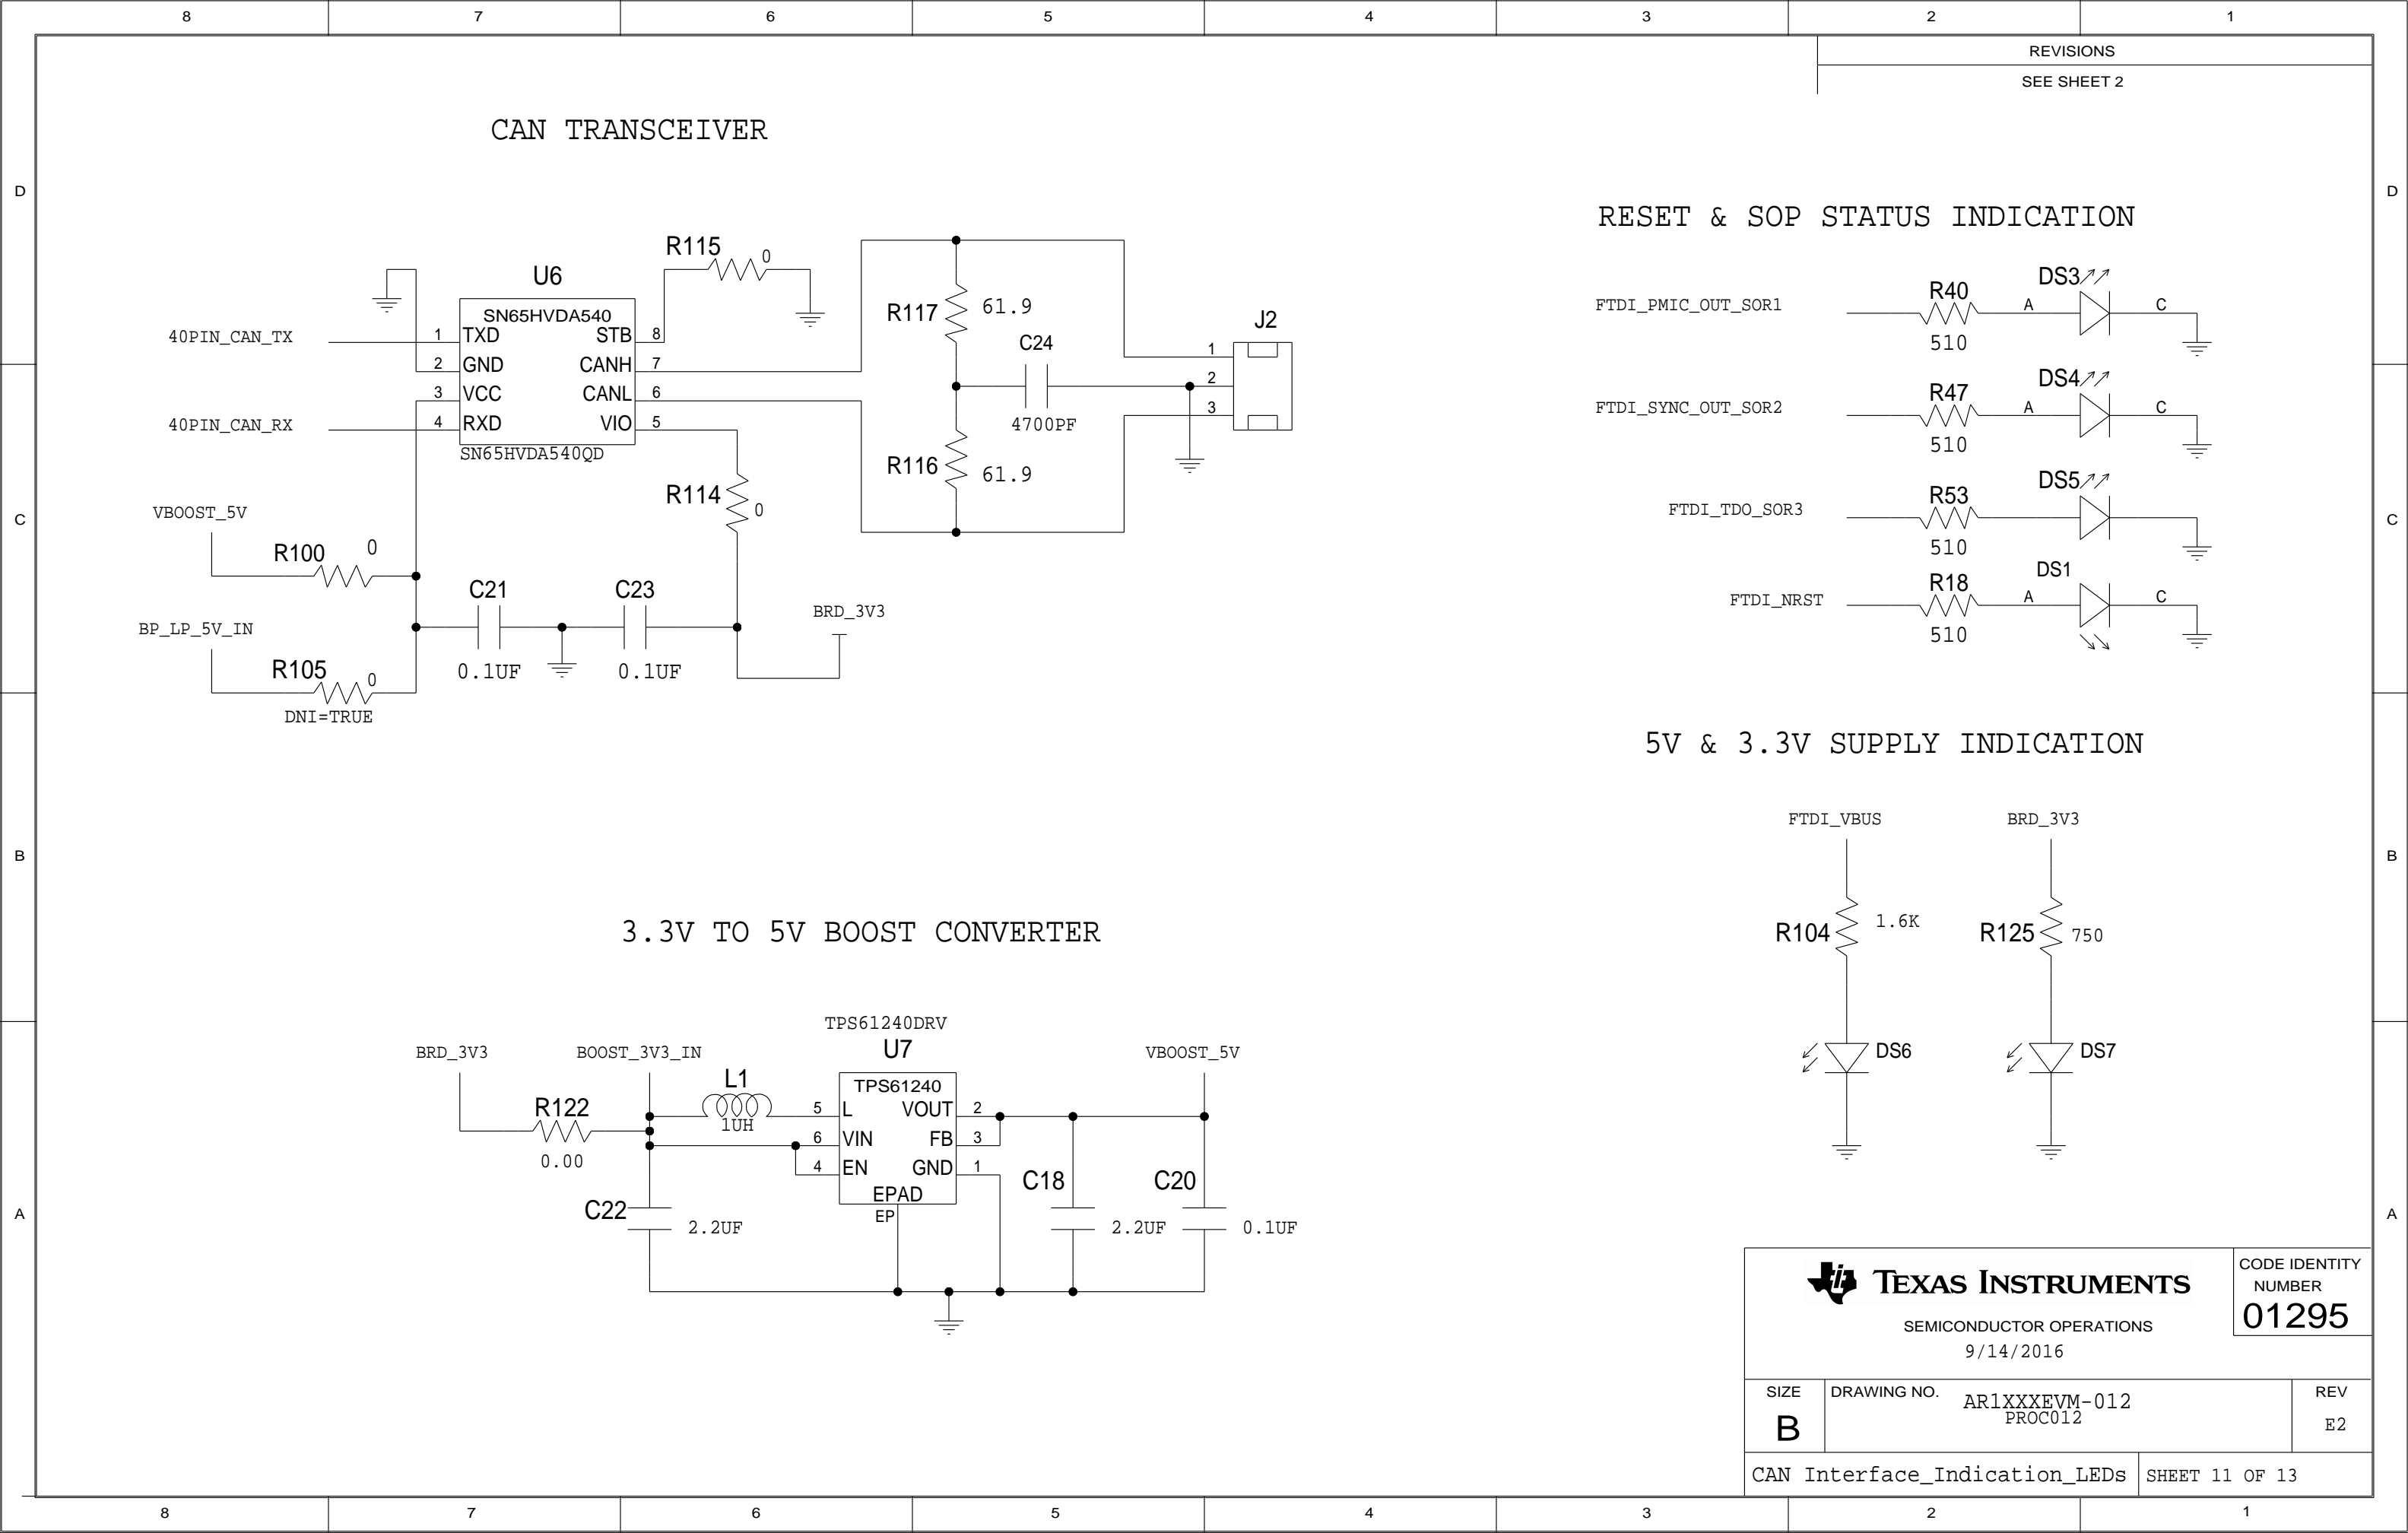 8 7 6 5 4 3 2 1
REVISIONS
SEE SHEET 2
D
D
C
C
B
B
A
A
CAN TRANSCEIVER
R115
0
U6
SN65HVDA540
40PIN_CAN_TX
1 TXD STB 8
2 GND CANH 7
3 VCC CANL 6
40PIN_CAN_RX
4 RXD VIO 5
SN65HVDA540QD
R117
61.9
C24
4700PF
R116
61.9
J2
1
2
3
R114
0
VBOOST_5V
R100
0
BP_LP_5V_IN
R105
0
DNI=TRUE
C21
0.1UF
C23
0.1UF
BRD_3V3
RESET & SOP STATUS INDICATION
FTDI_PMIC_OUT_SOR1
R40
510
A
DS3
C
FTDI_SYNC_OUT_SOR2
R47
510
A
DS4
C
FTDI_TDO_SOR3
R53
510
DS5
FTDI_NRST
R18
510
A
DS1
C
5V & 3.3V SUPPLY INDICATION
FTDI_VBUS
BRD_3V3
R104
1.6K
R125
750
DS6
DS7
3.3V TO 5V BOOST CONVERTER
TPS61240DRV
U7
BRD_3V3
BOOST_3V3_IN
VBOOST_5V
L1
1UH
TPS61240
R122
0.00
5 L VOUT 2
6 VIN FB 3
4 EN GND 1
EPAD
EP
C22
2.2UF
C18
2.2UF
C20
0.1UF
TEXAS INSTRUMENTS
SEMICONDUCTOR OPERATIONS
9/14/2016
CODE IDENTITY
NUMBER
01295
SIZE
B
DRAWING NO.
AR1XXXEVM-012
PROC012
REV
E2
CAN Interface_Indication_LEDs
SHEET 11 OF 13
8 7 6 5 4 3 2 1